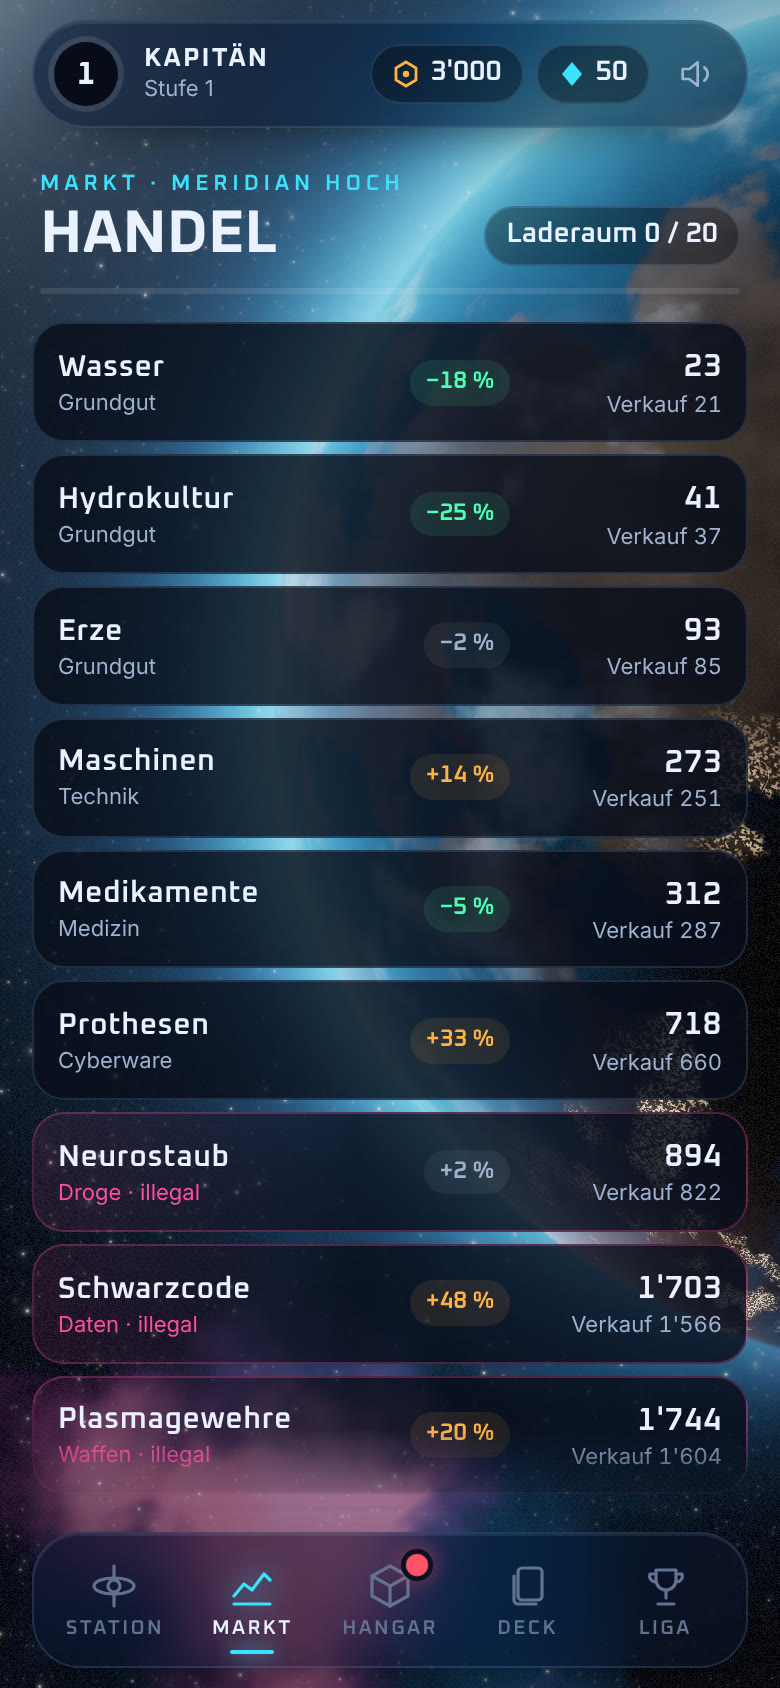 1
KAPITÄN
Stufe 1
3'000
50
MARKT · MERIDIAN HOCH
HANDEL
Laderaum 0 / 20
Wasser
Grundgut
−18 %
23
Verkauf 21
Hydrokultur
Grundgut
−25 %
41
Verkauf 37
Erze
Grundgut
−2 %
93
Verkauf 85
Maschinen
Technik
+14 %
273
Verkauf 251
Medikamente
Medizin
−5 %
312
Verkauf 287
Prothesen
Cyberware
+33 %
718
Verkauf 660
Neurostaub
Droge · illegal
+2 %
894
Verkauf 822
Schwarzcode
Daten · illegal
+48 %
1'703
Verkauf 1'566
Plasmagewehre
Waffen · illegal
+20 %
1'744
Verkauf 1'604
STATION
MARKT
HANGAR
DECK
LIGA